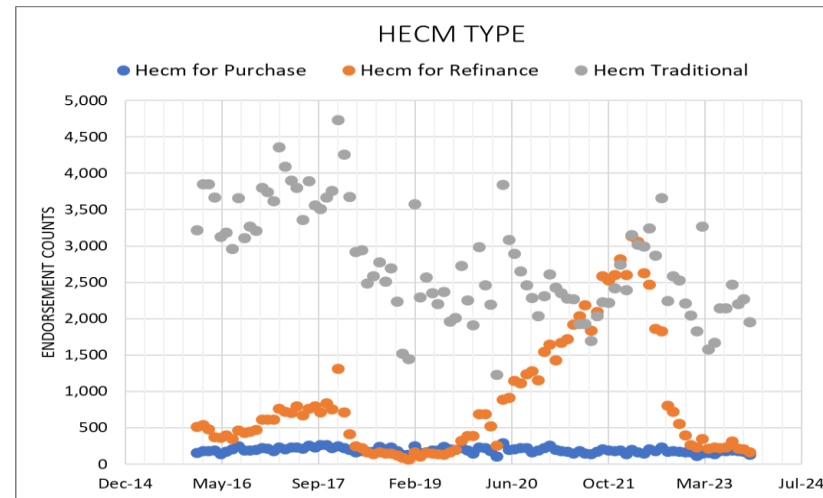 HECM TYPE
Hecm for Purchase Hecm for Refinance Hecm Traditional
5,000
4,500
4,000
3,500
3,000
2,500
2,000
1,500
1,000
500
0
ENDORSEMENT COUNTS
Dec-14 May-16 Sep-17 Feb-19 Jun-20 Oct-21 Mar-23 Jul-24